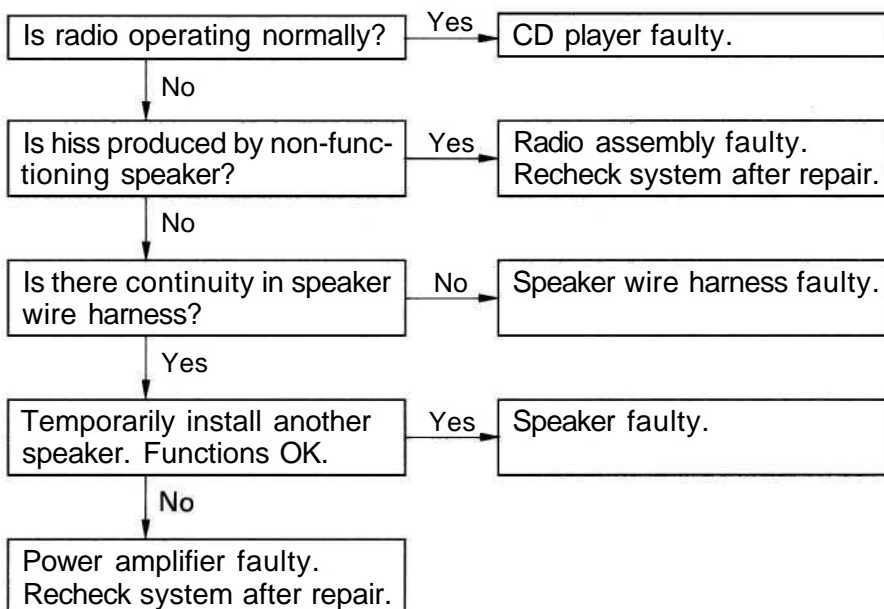 Is radio operating normally?
Yes
CD player faulty.
No
Is hiss produced by non-func-
tioning speaker?
Yes
Radio assembly faulty.
Recheck system after repair.
No
Is there continuity in speaker
wire harness?
No
Speaker wire harness faulty.
Yes
Temporarily install another
speaker. Functions OK.
Yes
Speaker faulty.
No
Power amplifier faulty.
Recheck system after repair.